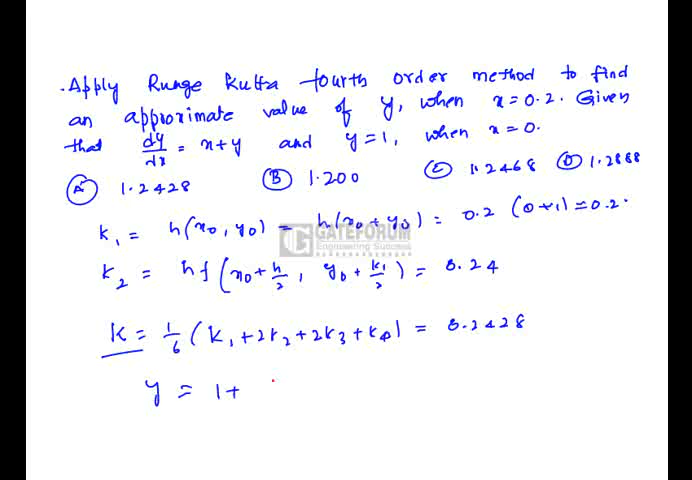 . Apply Runge Kutta fourth order method to find
an approximate value of y, when x = 0.2. Given
that dy/dx = x+y and y=1, when x=0.
(A) 1.2428 (B) 1.200 (C) 1.2468 (D) 1.2888
k₁ = h(x₀, y₀) = h(x₀ + y₀) = 0.2 (0+1) = 0.2.
GATEFORUM
Engineering Success
k₂ = hf(x₀ + h/2, y₀ + k₁/2) = 0.24
K = 1/6 (k₁ + 2k₂ + 2k₃ + k₄) = 0.2428
y = 1+